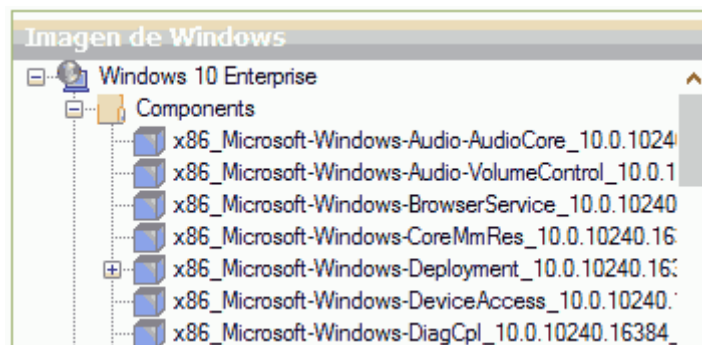 Imagen de Windows
Windows 10 Enterprise
Components
x86_Microsoft-Windows-Audio-AudioCore_10.0.1024
x86_Microsoft-Windows-Audio-VolumeControl_10.0.1
x86_Microsoft-Windows-BrowserService_10.0.10240
x86_Microsoft-Windows-CoreMmRes_10.0.10240.16
x86_Microsoft-Windows-Deployment_10.0.10240.163
x86_Microsoft-Windows-DeviceAccess_10.0.10240.
x86_Microsoft-Windows-DiagCpl_10.0.10240.16384_